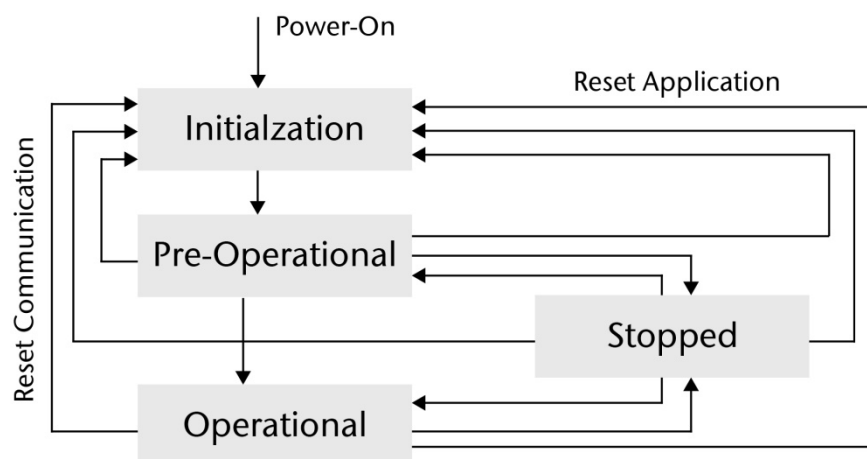 Power-On
Reset Application
Initialzation
Pre-Operational
Reset Communication
Stopped
Operational